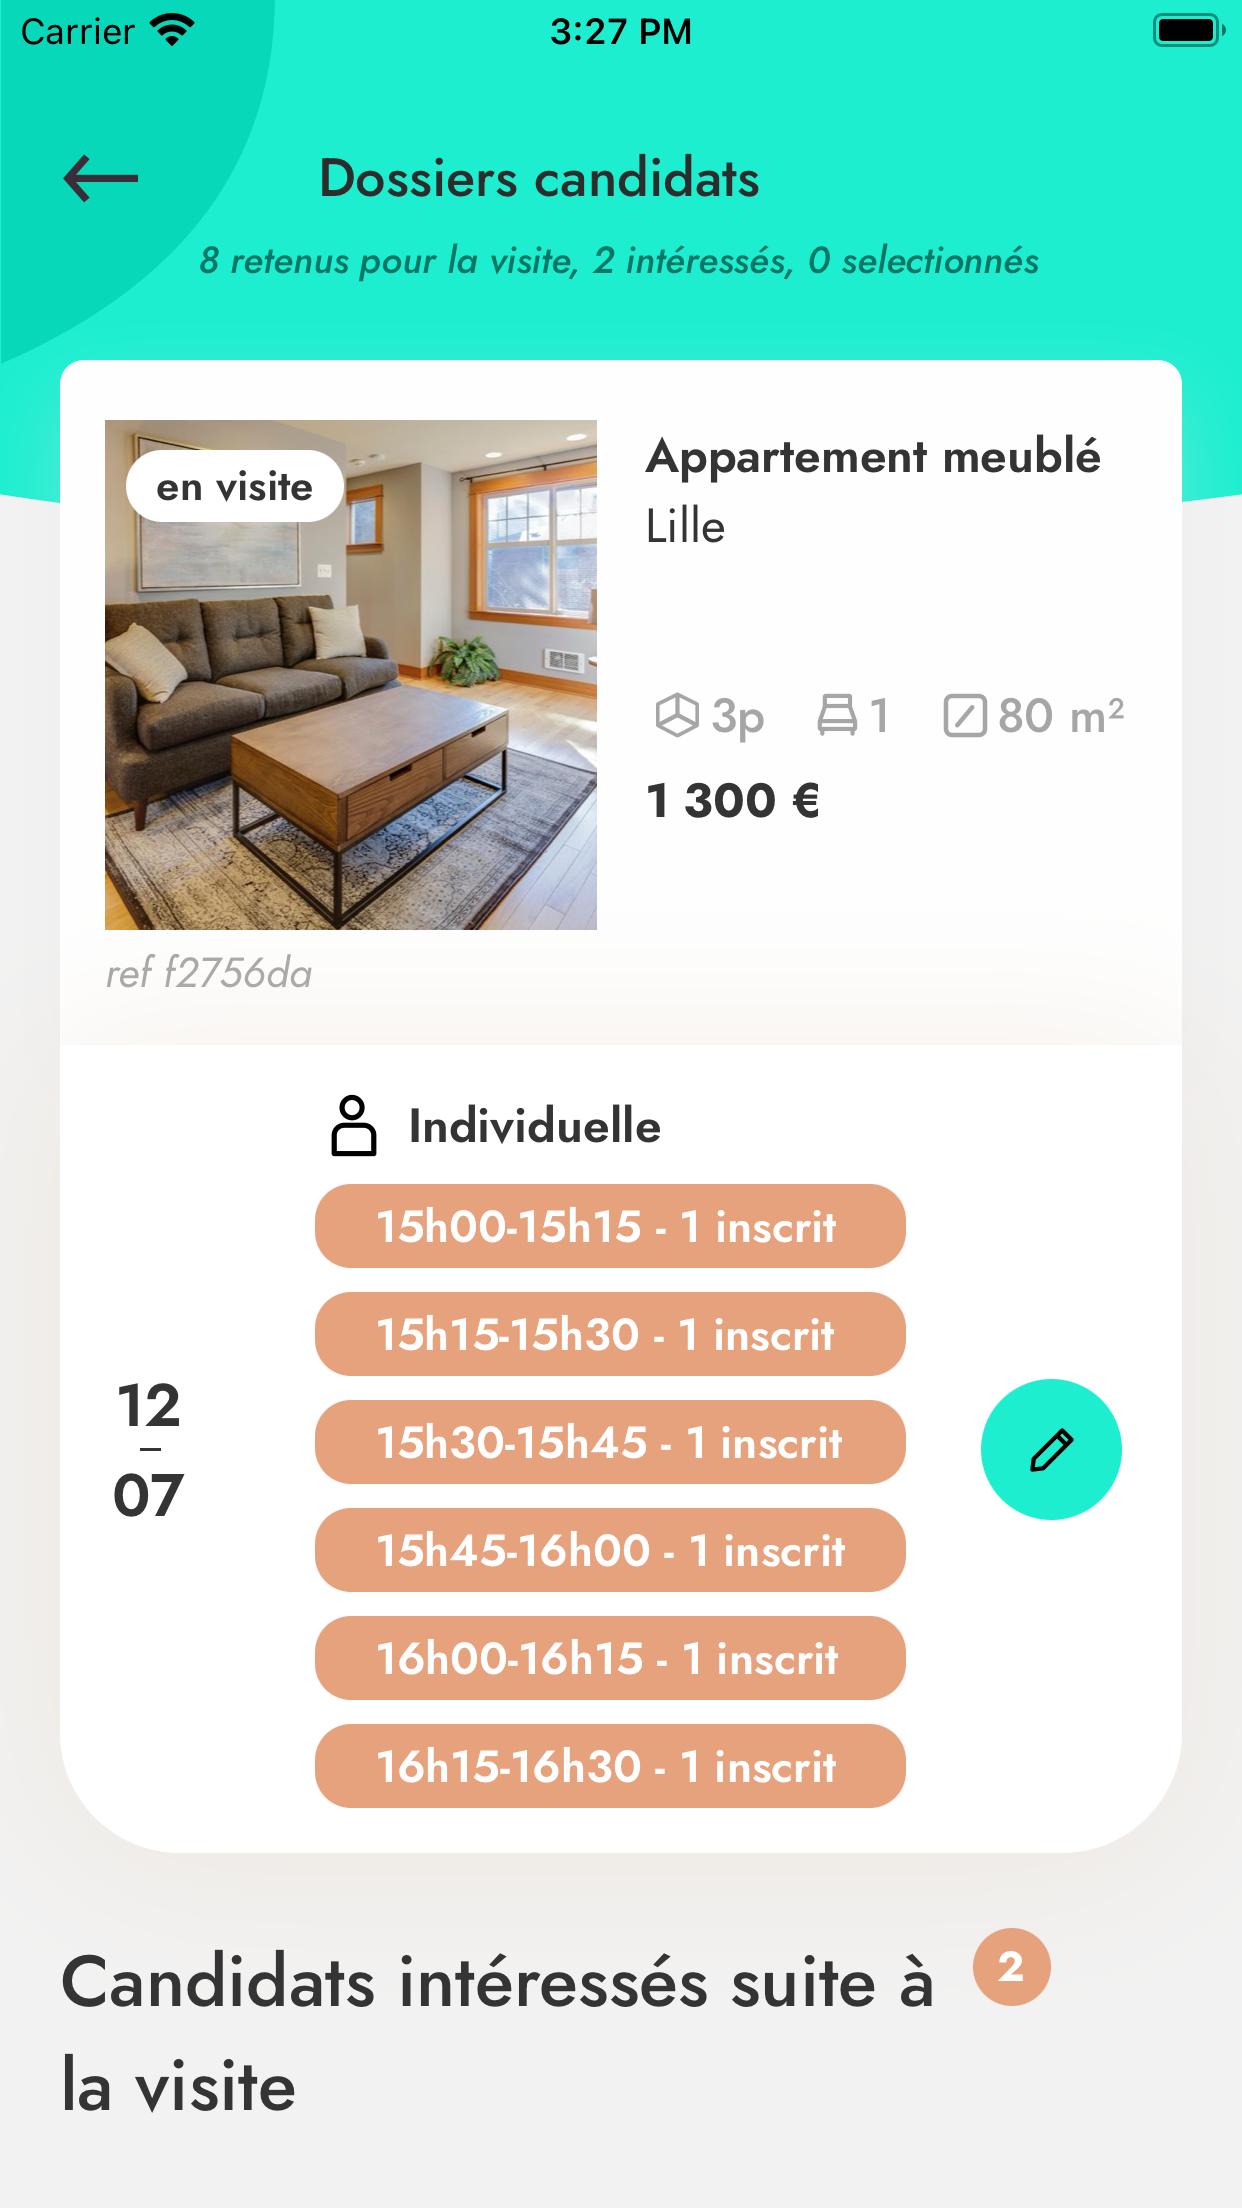 Carrier
3:27 PM
Dossiers candidats
8 retenus pour la visite, 2 intéressés, 0 selectionnés
en visite
Appartement meublé
Lille
3p
1
80 m²
1 300 €
ref f2756da
Individuelle
15h00-15h15 - 1 inscrit
15h15-15h30 - 1 inscrit
15h30-15h45 - 1 inscrit
15h45-16h00 - 1 inscrit
16h00-16h15 - 1 inscrit
16h15-16h30 - 1 inscrit
12
–
07
Candidats intéressés suite à
la visite
2